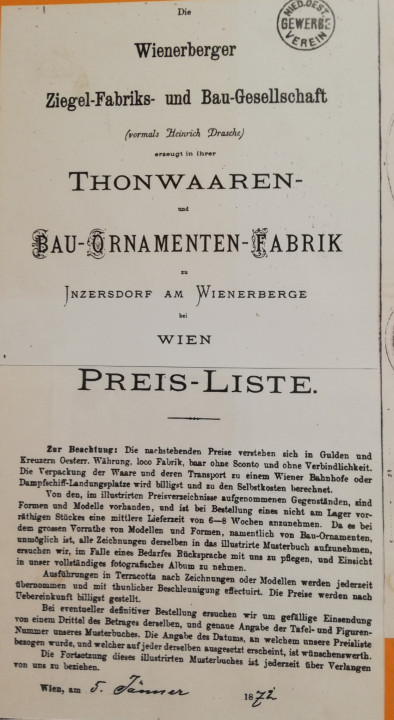 Die
NIED. OEST.
GEWERBE
VEREIN
Wienerberger
Ziegel-Fabriks- und Bau-Gesellschaft
(vormals Heinrich Drasche)
erzeugt in ihrer
THONWAAREN-
und
BAU-ORNAMENTEN-FABRIK
zu
INZERSDORF AM WIENERBERGE
bei
WIEN
PREIS-LISTE.
Zur Beachtung: Die nachstehenden Preise verstehen sich in Gulden und
Kreuzern Oesterr. Währung, loco Fabrik, baar ohne Sconto und ohne Verbindlichkeit.
Die Verpackung der Waare und deren Transport zu einem Wiener Bahnhofe oder
Dampfschiff-Landungsplatze wird billigst und zu den Selbstkosten berechnet.
Von den, im illustrirten Preisverzeichnisse aufgenommenen Gegenständen, sind
Formen und Modelle vorhanden, und ist bei Bestellung eines nicht am Lager vor-
räthigen Stückes eine mittlere Lieferzeit von 6—8 Wochen anzunehmen. Da es bei
dem grossen Vorrathe von Modellen und Formen, namentlich von Bau-Ornamenten,
unmöglich ist, alle Zeichnungen derselben in das illustrirte Musterbuch aufzunehmen,
ersuchen wir, im Falle eines Bedarfes Rücksprache mit uns zu pflegen, und Einsicht
in unser vollständiges fotografisches Album zu nehmen.
Ausführungen in Terracotta nach Zeichnungen oder Modellen werden jederzeit
übernommen und mit thunlicher Beschleunigung effectuirt. Die Preise werden nach
Uebereinkunft billigst gestellt.
Bei eventueller definitiver Bestellung ersuchen wir um gefällige Einsendung
von einem Drittel des Betrages derselben, und genaue Angabe der Tafel- und Figuren-
Nummer unseres Musterbuches. Die Angabe des Datums, an welchem unsere Preisliste
bezogen wurde, und welcher auf jeder derselben ausgesetzt erscheint, ist wünschenswerth.
Die Fortsetzung dieses illustrirten Musterbuches ist jederzeit über Verlangen
von uns zu beziehen.
Wien, am 5. Jänner 1872